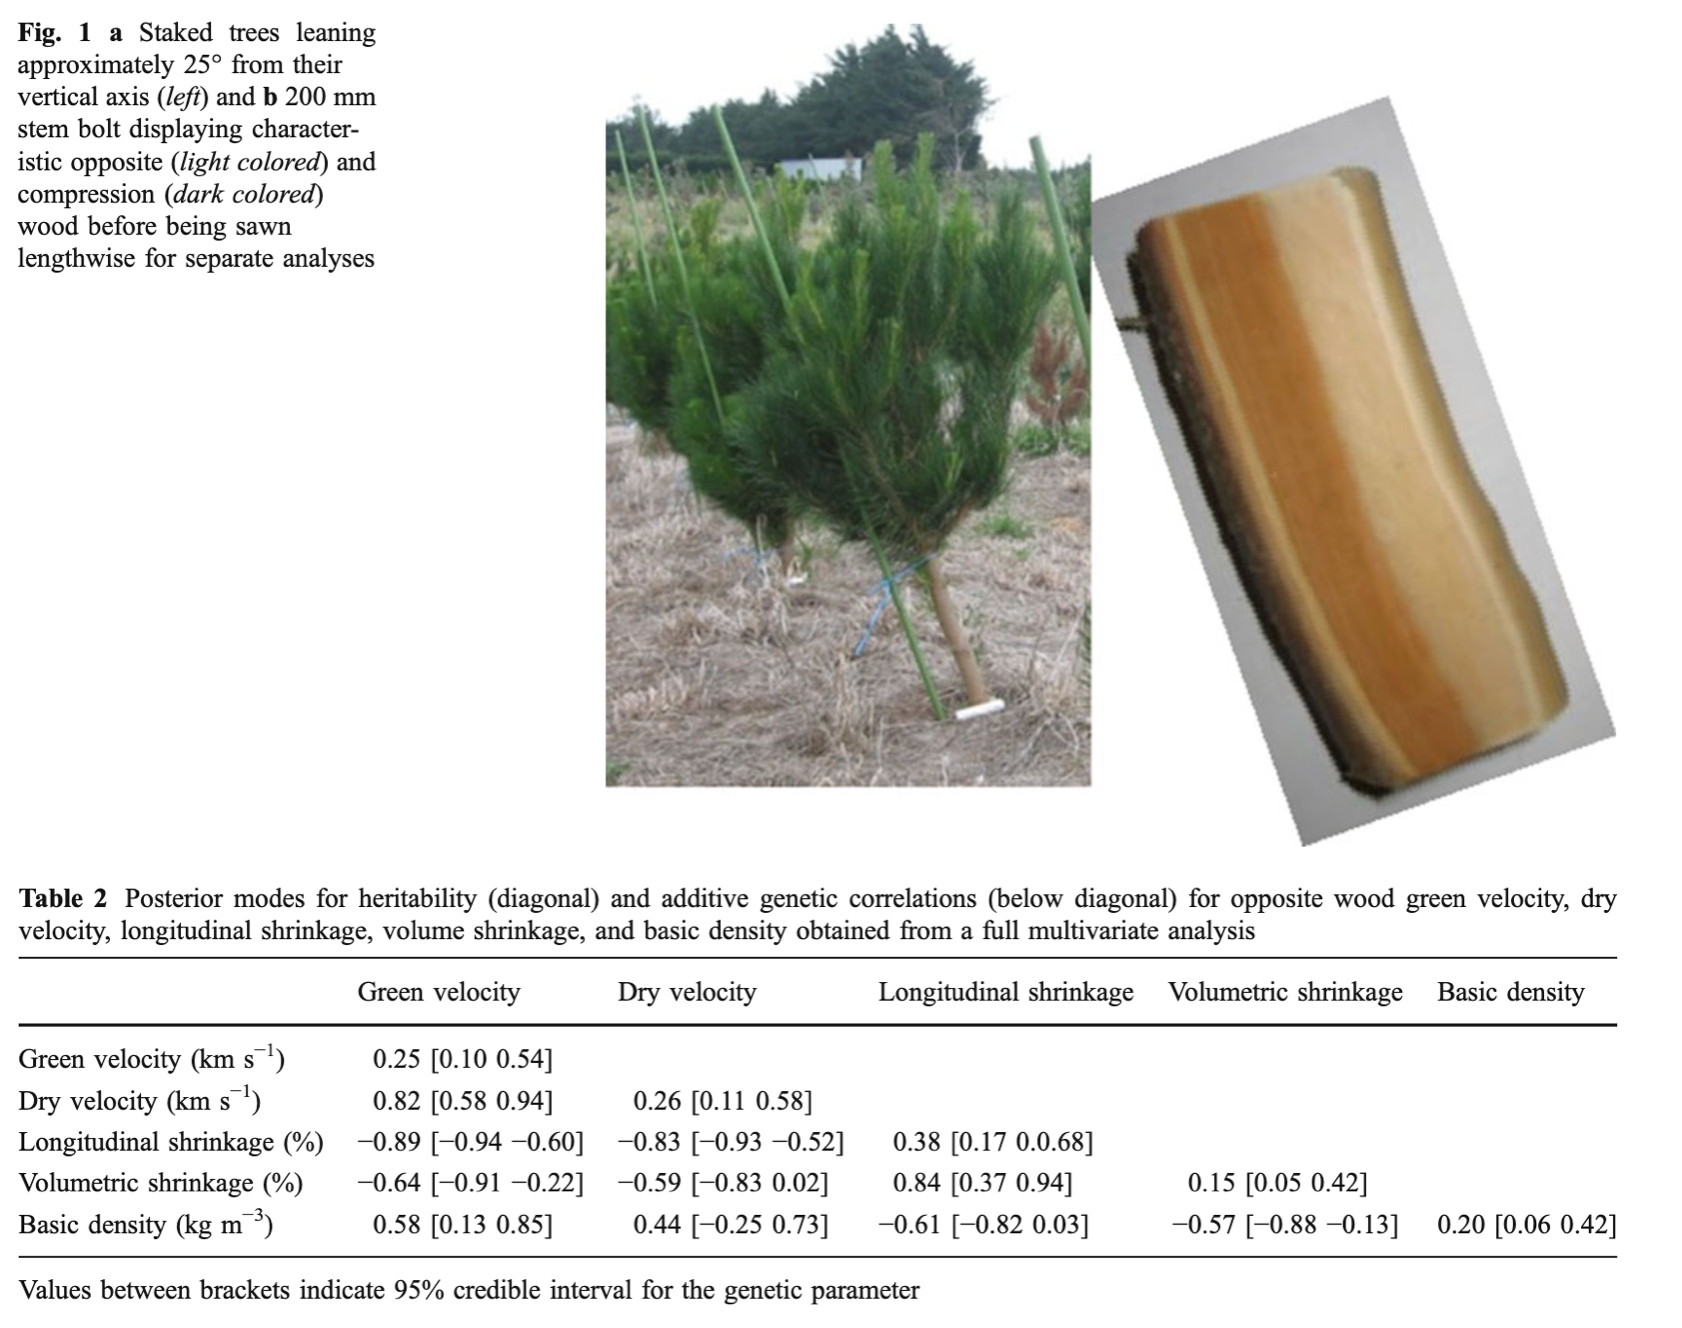 Fig. 1 a Staked trees leaning
approximately 25° from their
vertical axis (left) and b 200 mm
stem bolt displaying character-
istic opposite (light colored) and
compression (dark colored)
wood before being sawn
lengthwise for separate analyses
Table 2 Posterior modes for heritability (diagonal) and additive genetic correlations (below diagonal) for opposite wood green velocity, dry
velocity, longitudinal shrinkage, volume shrinkage, and basic density obtained from a full multivariate analysis
Green velocity Dry velocity Longitudinal shrinkage Volumetric shrinkage Basic density
Green velocity (km s⁻¹) 0.25 [0.10 0.54]
Dry velocity (km s⁻¹) 0.82 [0.58 0.94] 0.26 [0.11 0.58]
Longitudinal shrinkage (%) −0.89 [−0.94 −0.60] −0.83 [−0.93 −0.52] 0.38 [0.17 0.0.68]
Volumetric shrinkage (%) −0.64 [−0.91 −0.22] −0.59 [−0.83 0.02] 0.84 [0.37 0.94] 0.15 [0.05 0.42]
Basic density (kg m⁻³) 0.58 [0.13 0.85] 0.44 [−0.25 0.73] −0.61 [−0.82 0.03] −0.57 [−0.88 −0.13] 0.20 [0.06 0.42]
Values between brackets indicate 95% credible interval for the genetic parameter